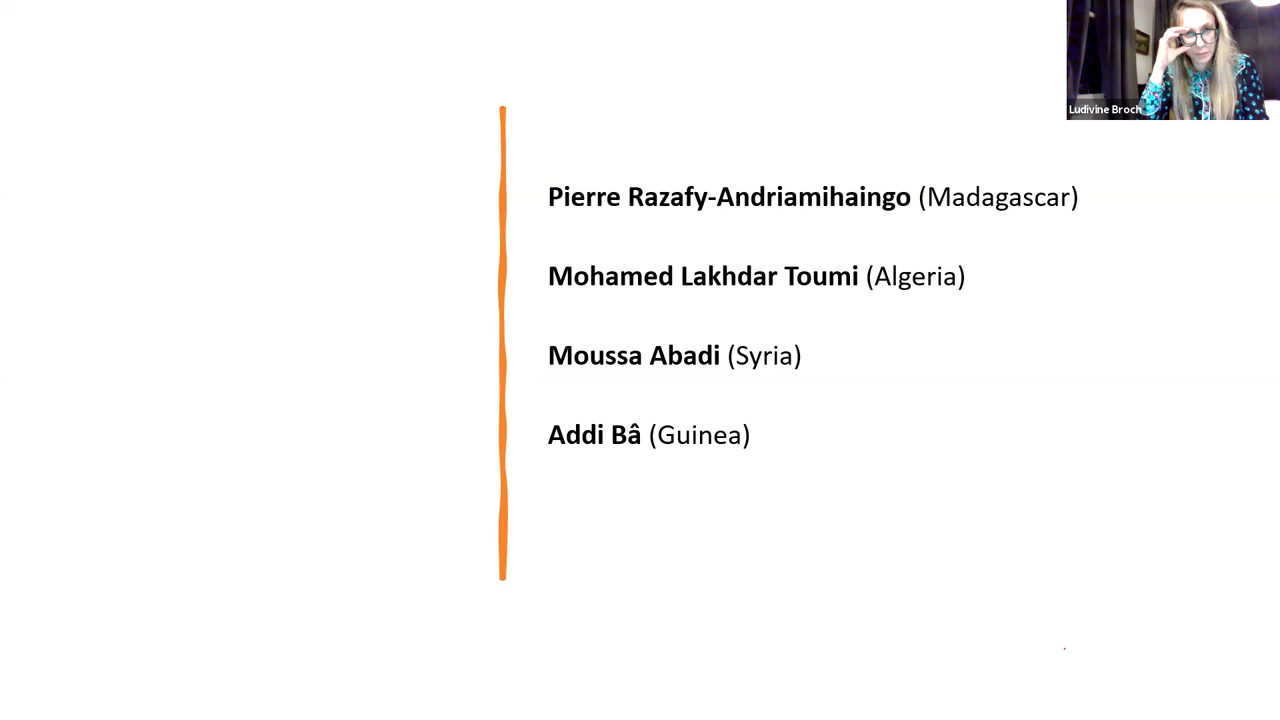 Ludivine Broch
Pierre Razafy-Andriamihaingo (Madagascar)
Mohamed Lakhdar Toumi (Algeria)
Moussa Abadi (Syria)
Addi Bâ (Guinea)